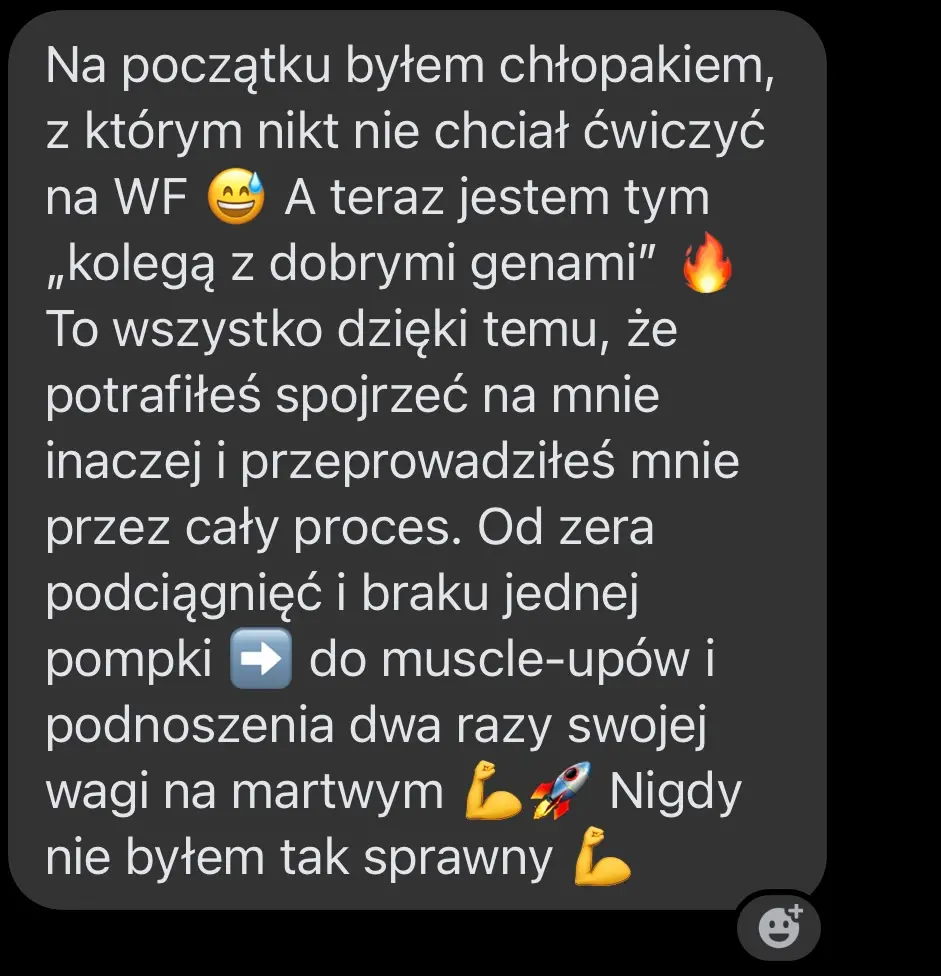 Na początku byłem chłopakiem,
z którym nikt nie chciał ćwiczyć
na WF 😅 A teraz jestem tym
„kolegą z dobrymi genami” 🔥
To wszystko dzięki temu, że
potrafiłeś spojrzeć na mnie
inaczej i przeprowadziłeś mnie
przez cały proces. Od zera
podciągnięć i braku jednej
pompki ➡️ do muscle-upów i
podnoszenia dwa razy swojej
wagi na martwym 💪🚀 Nigdy
nie byłem tak sprawny 💪